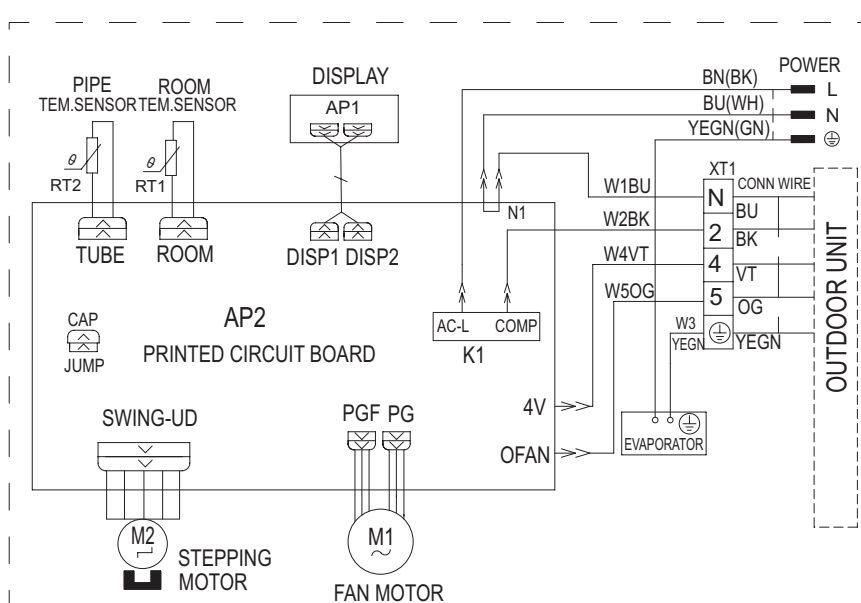 PIPE
TEM.SENSOR
ROOM
TEM.SENSOR
DISPLAY
AP1
POWER
BN(BK)
L
BU(WH)
N
YEGN(GN)
θ
RT2
θ
RT1
XT1
CONN WIRE
W1BU
N
BU
N1
W2BK
2
BK
TUBE
ROOM
DISP1 DISP2
W4VT
4
VT
W5OG
5
OG
W3
YEGN
YEGN
OUTDOOR UNIT
CAP
JUMP
AP2
PRINTED CIRCUIT BOARD
AC-L
COMP
K1
SWING-UD
PGF PG
4V
OFAN
EVAPORATOR
M2
STEPPING
MOTOR
M1
~
FAN MOTOR